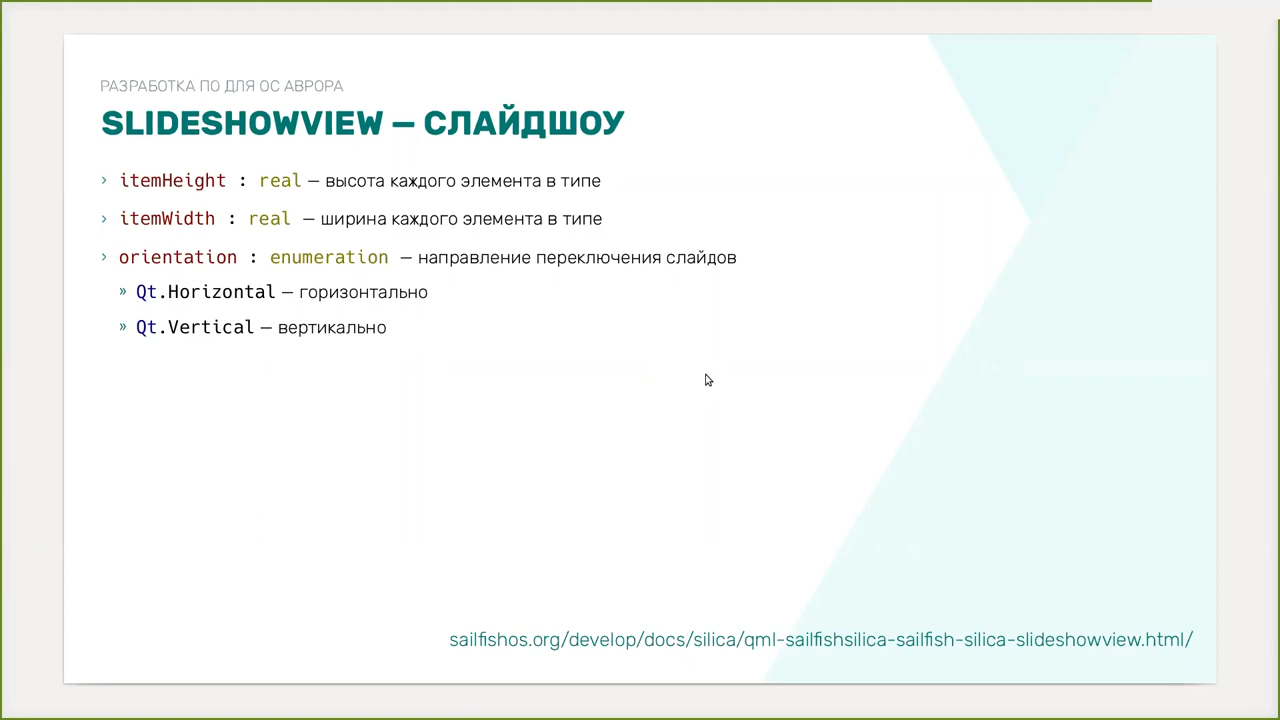 РАЗРАБОТКА ПО ДЛЯ ОС АВРОРА
SLIDESHOWVIEW – СЛАЙДШОУ
› itemHeight : real – высота каждого элемента в типе
› itemWidth : real – ширина каждого элемента в типе
› orientation : enumeration – направление переключения слайдов
» Qt.Horizontal – горизонтально
» Qt.Vertical – вертикально
sailfishos.org/develop/docs/silica/qml-sailfishsilica-sailfish-silica-slideshowview.html/